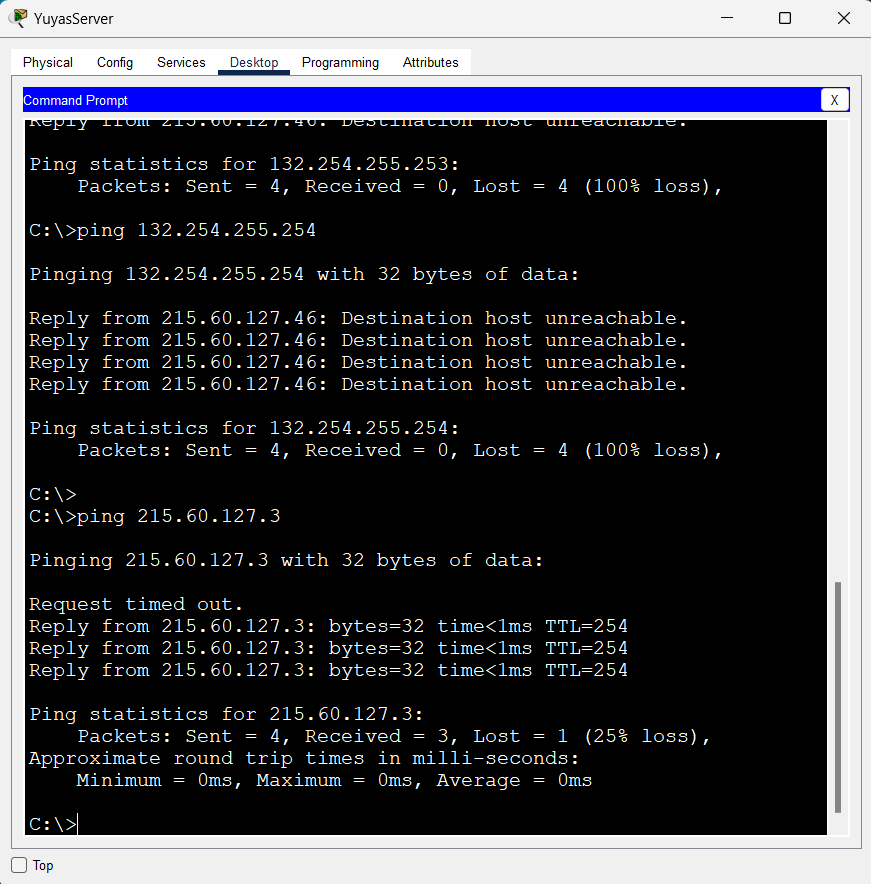 YuyasServer
Physical Config Services Desktop Programming Attributes
Command Prompt X
Reply from 215.60.127.46: Destination host unreachable.
Ping statistics for 132.254.255.253:
Packets: Sent = 4, Received = 0, Lost = 4 (100% loss),
C:\>ping 132.254.255.254
Pinging 132.254.255.254 with 32 bytes of data:
Reply from 215.60.127.46: Destination host unreachable.
Reply from 215.60.127.46: Destination host unreachable.
Reply from 215.60.127.46: Destination host unreachable.
Reply from 215.60.127.46: Destination host unreachable.
Ping statistics for 132.254.255.254:
Packets: Sent = 4, Received = 0, Lost = 4 (100% loss),
C:\>
C:\>ping 215.60.127.3
Pinging 215.60.127.3 with 32 bytes of data:
Request timed out.
Reply from 215.60.127.3: bytes=32 time<1ms TTL=254
Reply from 215.60.127.3: bytes=32 time<1ms TTL=254
Reply from 215.60.127.3: bytes=32 time<1ms TTL=254
Ping statistics for 215.60.127.3:
Packets: Sent = 4, Received = 3, Lost = 1 (25% loss),
Approximate round trip times in milli-seconds:
Minimum = 0ms, Maximum = 0ms, Average = 0ms
C:\>
Top